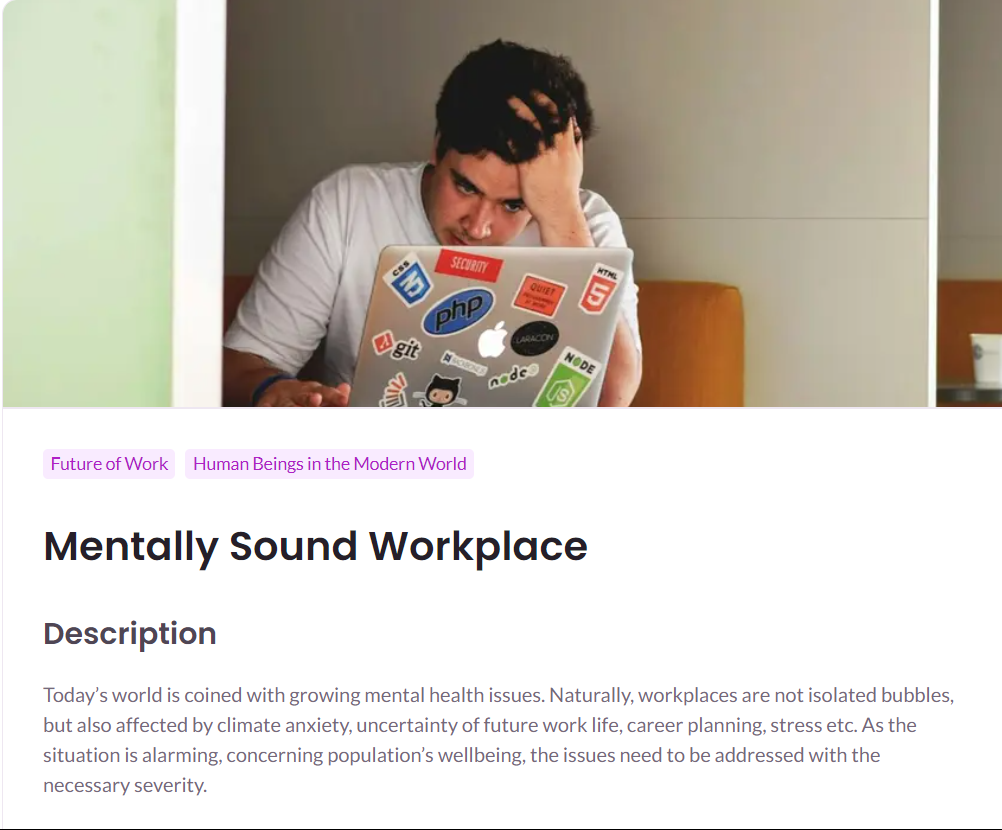 CSS
SECURITY
HTML
5
QUIET
php
git
LARACON
node
NODE
Future of Work Human Beings in the Modern World
Mentally Sound Workplace
Description
Today’s world is coined with growing mental health issues. Naturally, workplaces are not isolated bubbles,
but also affected by climate anxiety, uncertainty of future work life, career planning, stress etc. As the
situation is alarming, concerning population’s wellbeing, the issues need to be addressed with the
necessary severity.